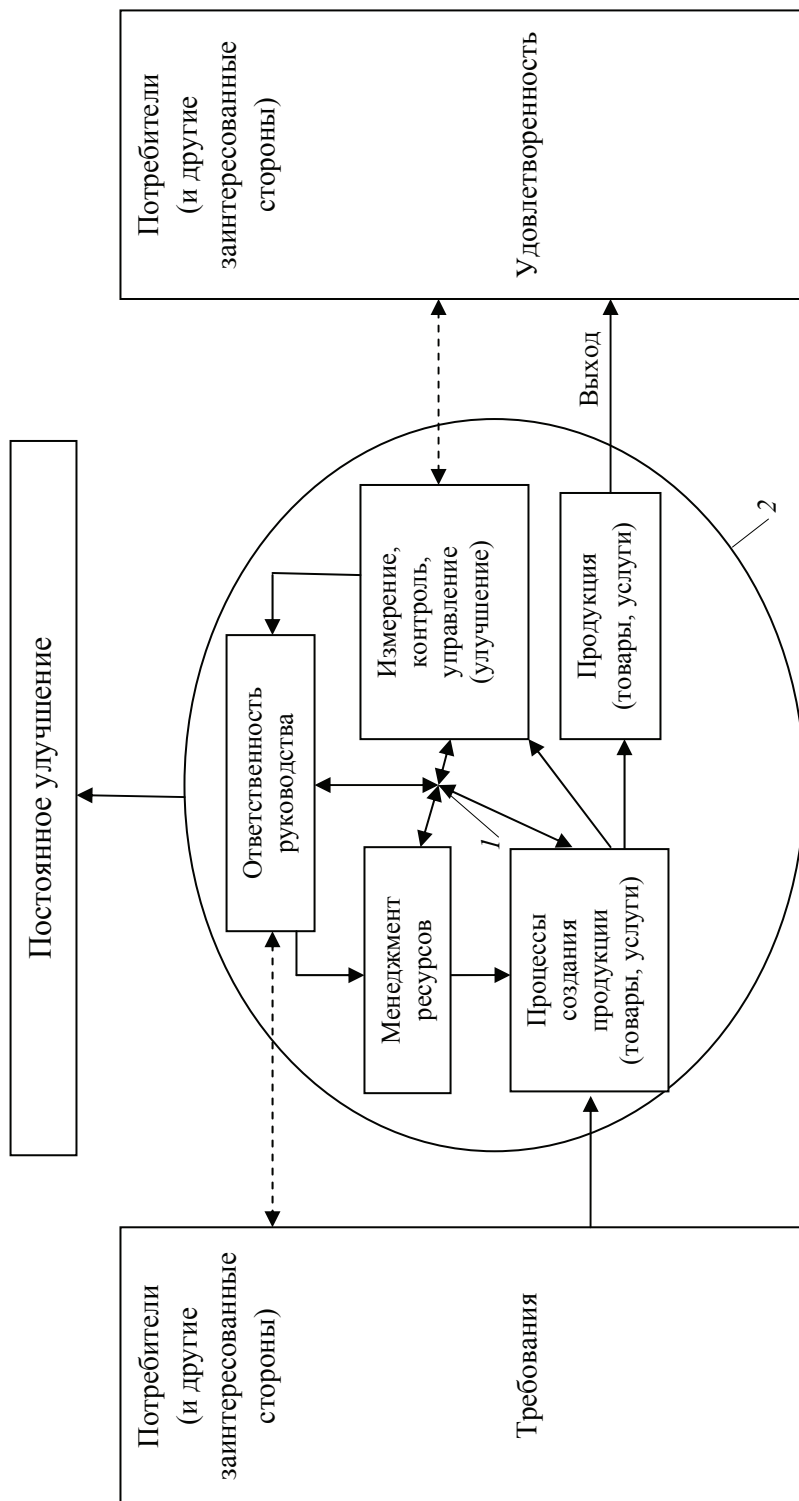 Постоянное улучшение
Потребители
(и другие
заинтересованные
стороны)
Требования
Ответственность
руководства
Менеджмент
ресурсов
Измерение,
контроль,
управление
(улучшение)
1
Процессы
создания
продукции
(товары, услуги)
Продукция
(товары, услуги)
2
Выход
Потребители
(и другие
заинтересованные
стороны)
Удовлетворенность